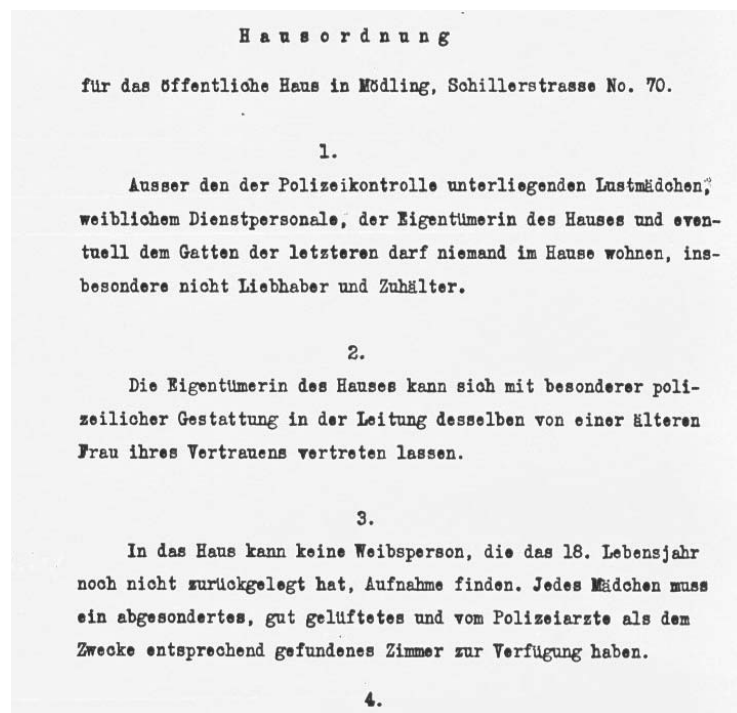 Hausordnung
für das öffentliche Haus in Mödling, Schillerstrasse No. 70.
1.
Ausser den der Polizeikontrolle unterliegenden Lustmädchen,
weiblichem Dienstpersonale, der Eigentümerin des Hauses und even-
tuell dem Gatten der letzteren darf niemand im Hause wohnen, ins-
besondere nicht Liebhaber und Zuhälter.
2.
Die Eigentümerin des Hauses kann sich mit besonderer poli-
zeilicher Gestattung in der Leitung desselben von einer älteren
Frau ihres Vertrauens vertreten lassen.
3.
In das Haus kann keine Weibsperson, die das 18. Lebensjahr
noch nicht zurückgelegt hat, Aufnahme finden. Jedes Mädchen muss
ein abgesondertes, gut gelüftetes und vom Polizeiarzte als dem
Zwecke entsprechend gefundenes Zimmer zur Verfügung haben.
4.